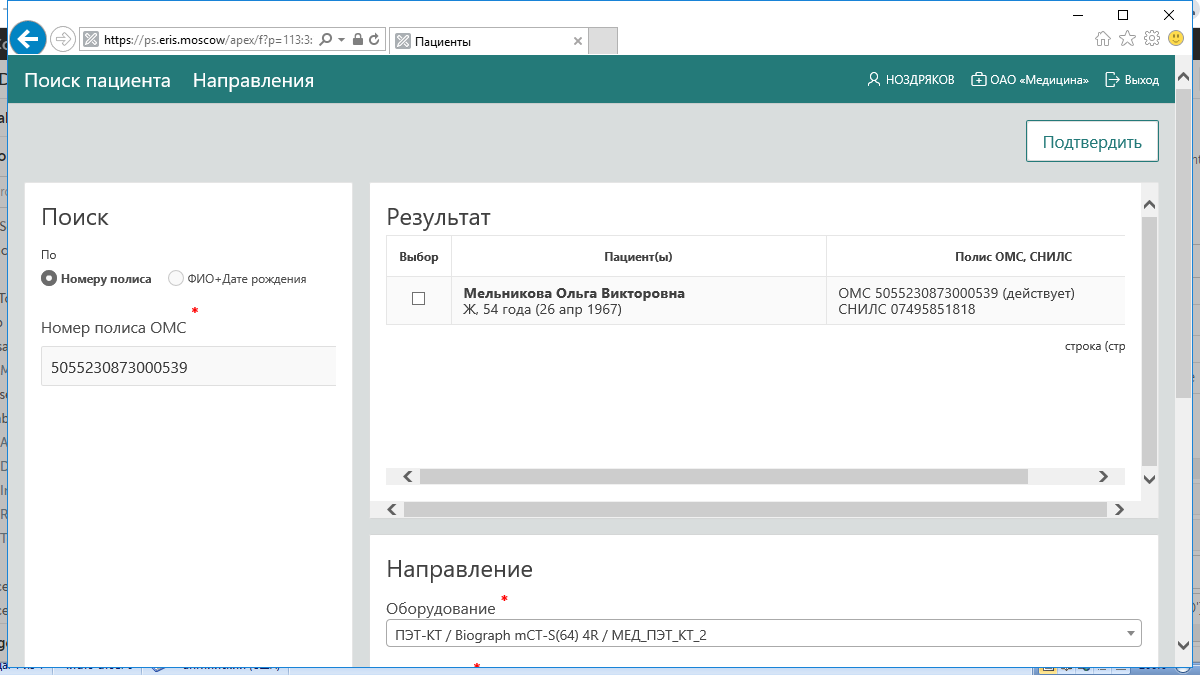 https://ps.eris.moscow/apex/f?p=113:3:
Пациенты
Поиск пациента Направления НОЗДРЯКОВ ОАО «Медицина» Выход
Подтвердить
Поиск
По
Номеру полиса ФИО+Дате рождения
Номер полиса ОМС *
5055230873000539
Результат
Выбор Пациент(ы) Полис ОМС, СНИЛС
Мельникова Ольга Викторовна ОМС 5055230873000539 (действует)
Ж, 54 года (26 апр 1967) СНИЛС 07495851818
строка (стр
Направление
Оборудование *
ПЭТ-КТ / Biograph mCT-S(64) 4R / МЕД_ПЭТ_КТ_2
*